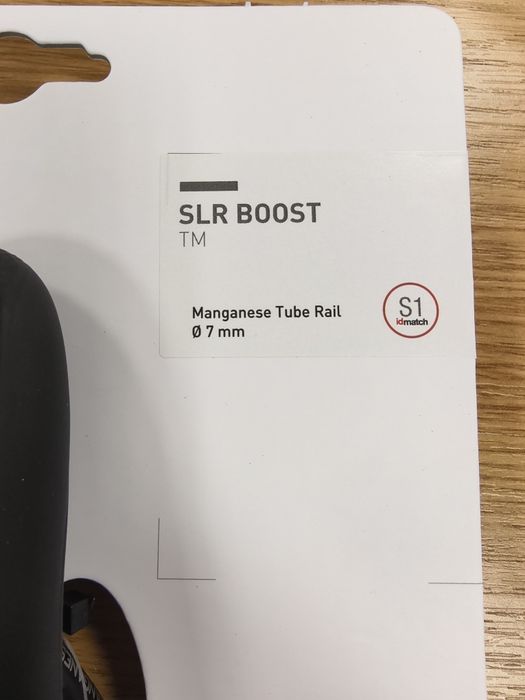 SLR BOOST
TM
Manganese Tube Rail
Ø 7 mm
S1
idmatch